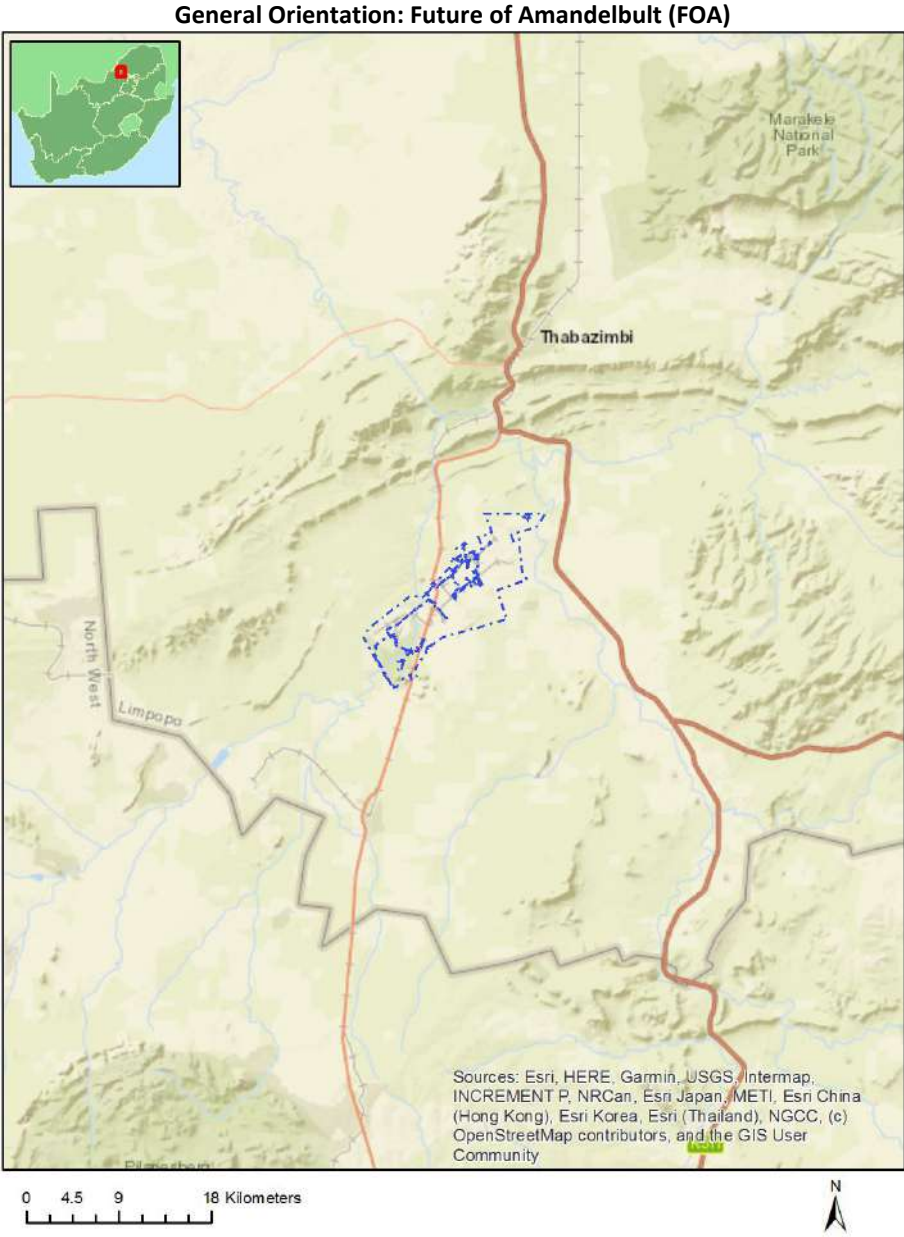 General Orientation: Future of Amandelbult (FOA)
Marakele
National
Park
Thabazimbi
North West
Limpopo
Sources: Esri, HERE, Garmin, USGS, Intermap,
INCREMENT P, NRCan, Esri Japan, METI, Esri China
(Hong Kong), Esri Korea, Esri (Thailand), NGCC, (c)
OpenStreetMap contributors, and the GIS User
Community
0 4.5 9 18 Kilometers
N